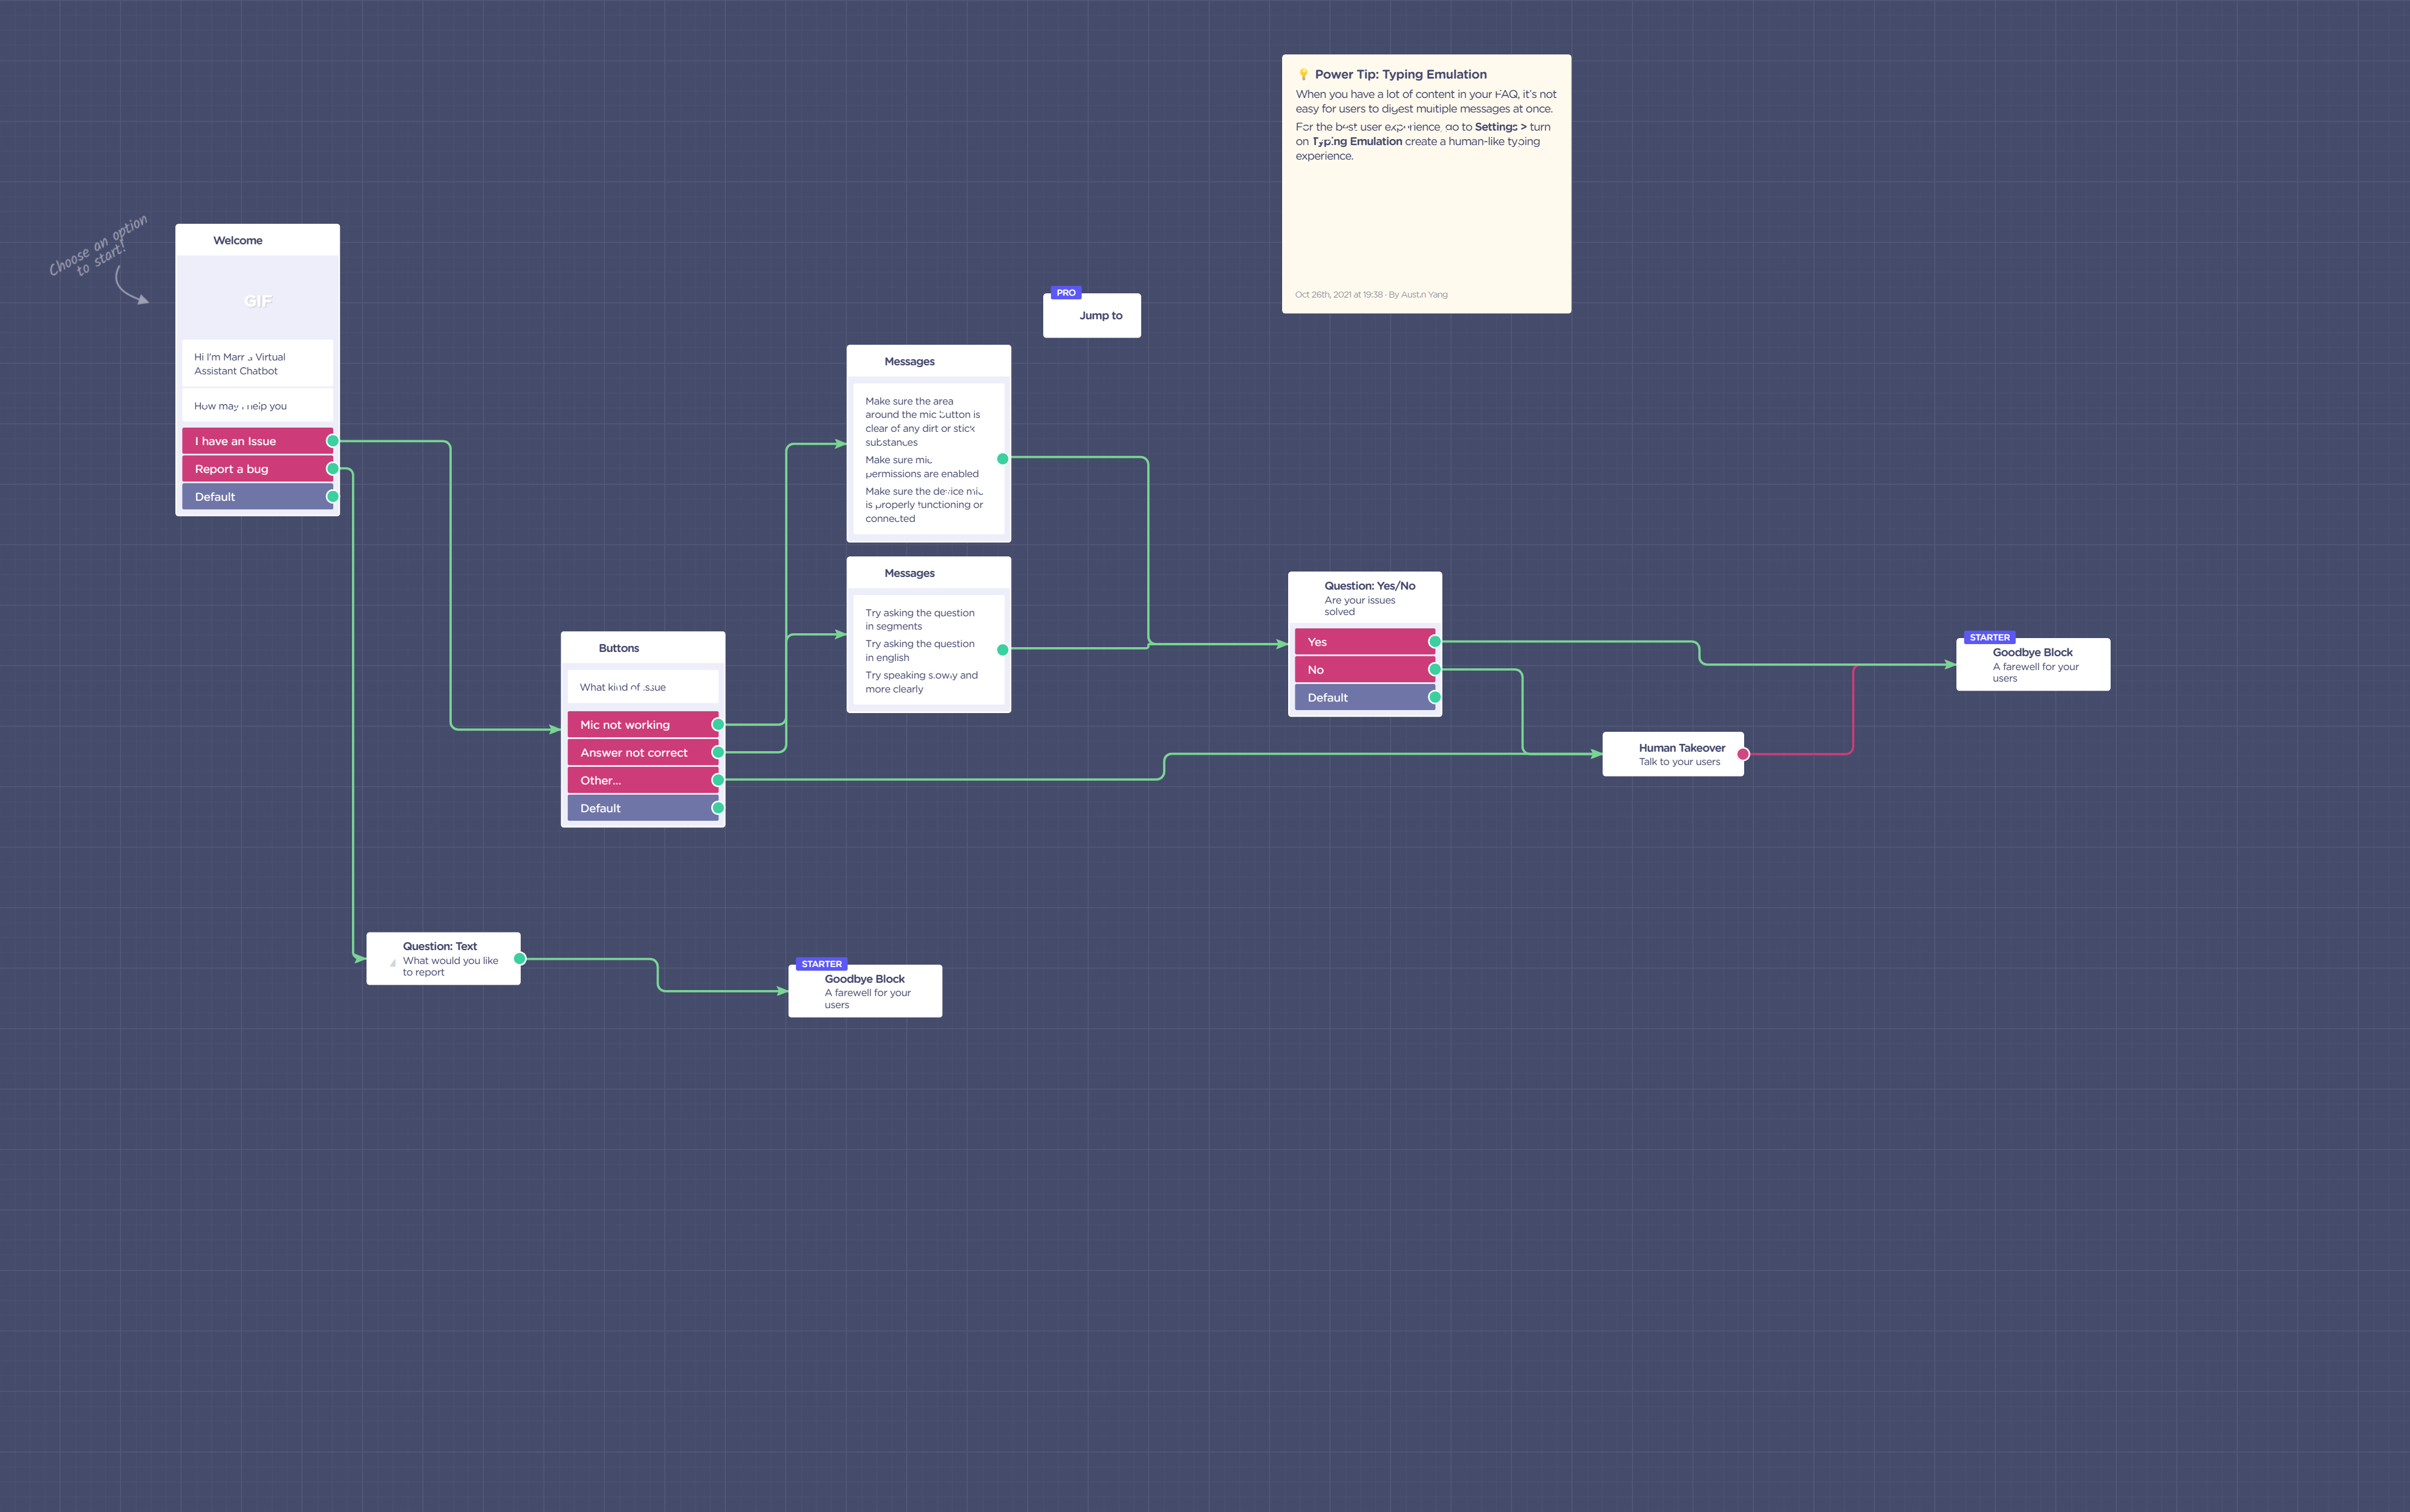 Power Tip: Typing Emulation
When you have a lot of content in your FAQ, it's not
easy for users to digest multiple messages at once.
For the best user experience, go to Settings > turn
on Typing Emulation create a human-like typing
experience.
Oct 26th, 2021 at 19:38 · By Austin Yang
Choose an option
to start!
Welcome
GIF
Hi I'm Virtual
Assistant Chatbot
How may I help you
I have an Issue
Report a bug
Default
PRO
Jump to
Messages
Make sure the area
around the mic button is
clear of any dirt or stick
substances
Make sure mic
permissions are enabled
Make sure the device mic
is properly functioning or
connected
Messages
Try asking the question
in segments
Try asking the question
in english
Try speaking slowly and
more clearly
Buttons
What kind of issue
Mic not working
Answer not correct
Other...
Default
Question: Yes/No
Are your issues
solved
Yes
No
Default
STARTER
Goodbye Block
A farewell for your
users
Human Takeover
Talk to your users
Question: Text
What would you like
to report
STARTER
Goodbye Block
A farewell for your
users